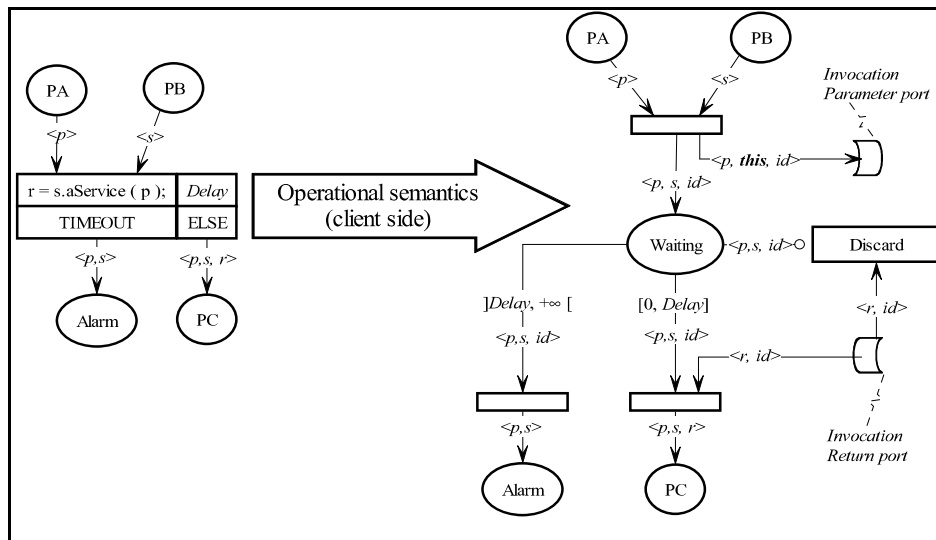 PA
PB
<p>
<s>
r = s.aService ( p );
Delay
TIMEOUT
ELSE
<p,s>
<p,s, r>
Alarm
PC
Operational semantics
(client side)
PA
PB
<p>
<s>
Invocation
Parameter port
<p, this, id>
<p, s, id>
Waiting
<p,s, id>
Discard
]Delay, +∞ [
[0, Delay]
<r, id>
<p,s, id>
<p,s, id>
<r, id>
<p,s>
<p,s, r>
Invocation
Return port
Alarm
PC